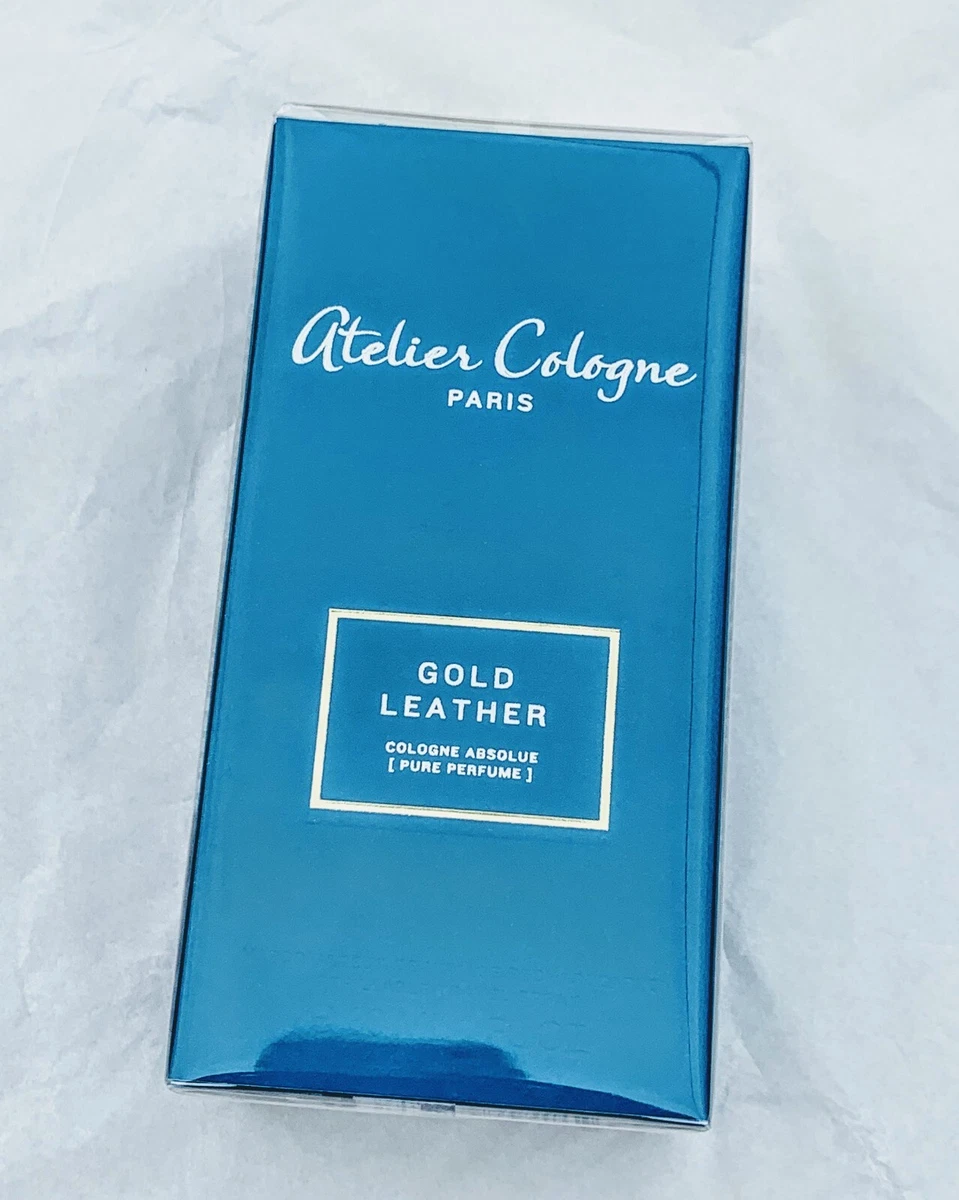 Atelier Cologne
PARIS
GOLD
LEATHER
COLOGNE ABSOLUE
[ PURE PERFUME ]